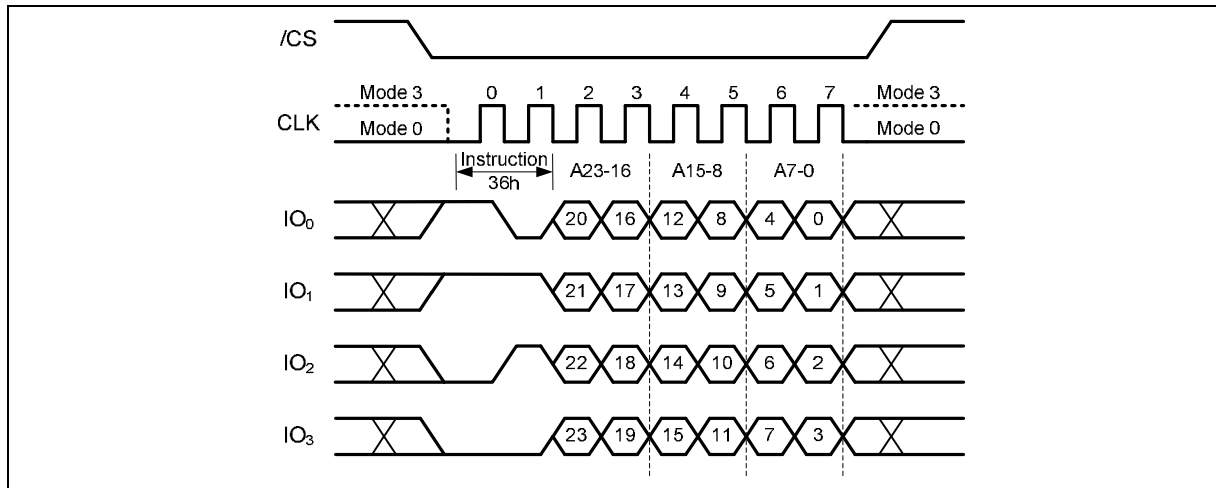 /CS
Mode 3 0 1 2 3 4 5 6 7 Mode 3
CLK
Mode 0 Mode 0
Instruction
36h
A23-16 A15-8 A7-0
IO0 20 16 12 8 4 0
IO1 21 17 13 9 5 1
IO2 22 18 14 10 6 2
IO3 23 19 15 11 7 3